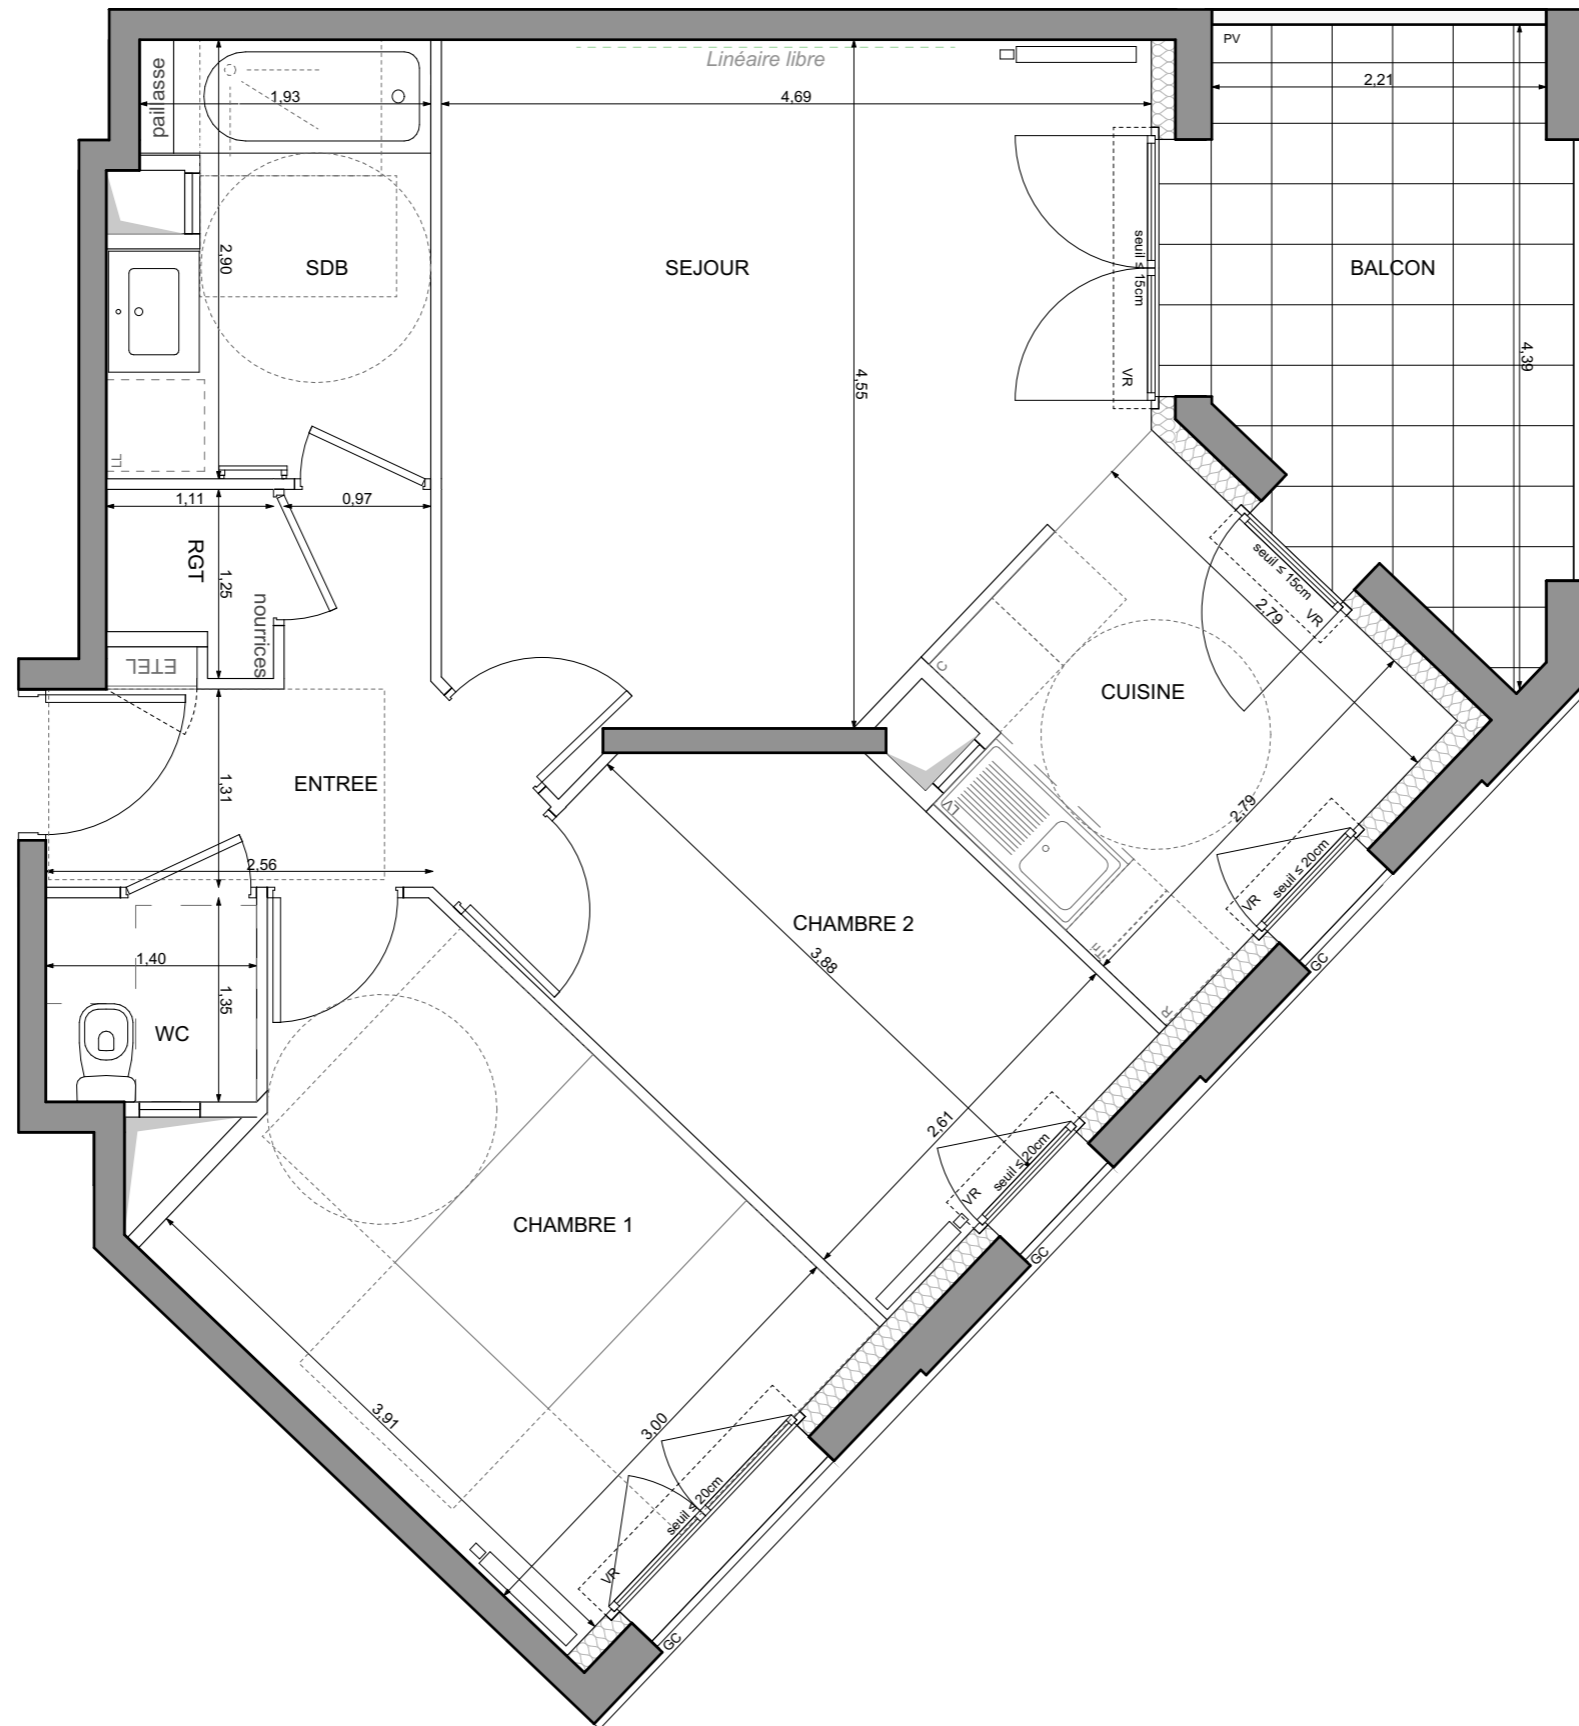 PV
Linéaire libre
paillasse
1,93
4,69
2,21
2,90
SDB
SEJOUR
seuil ≤ 15cm
BALCON
4,39
VR
4,55
LL
1,11
0,97
RGT
1,25
nourrices
seuil ≤ 15cm
VR
2,79
ETEL
C
CUISINE
1,31
ENTREE
LV
2,79
2,56
seuil ≤ 20cm
VR
CHAMBRE 2
3,88
1,40
1,35
GC
R
WC
2,61
seuil ≤ 20cm
VR
CHAMBRE 1
GC
3,91
3,00
seuil ≤ 20cm
VR
GC